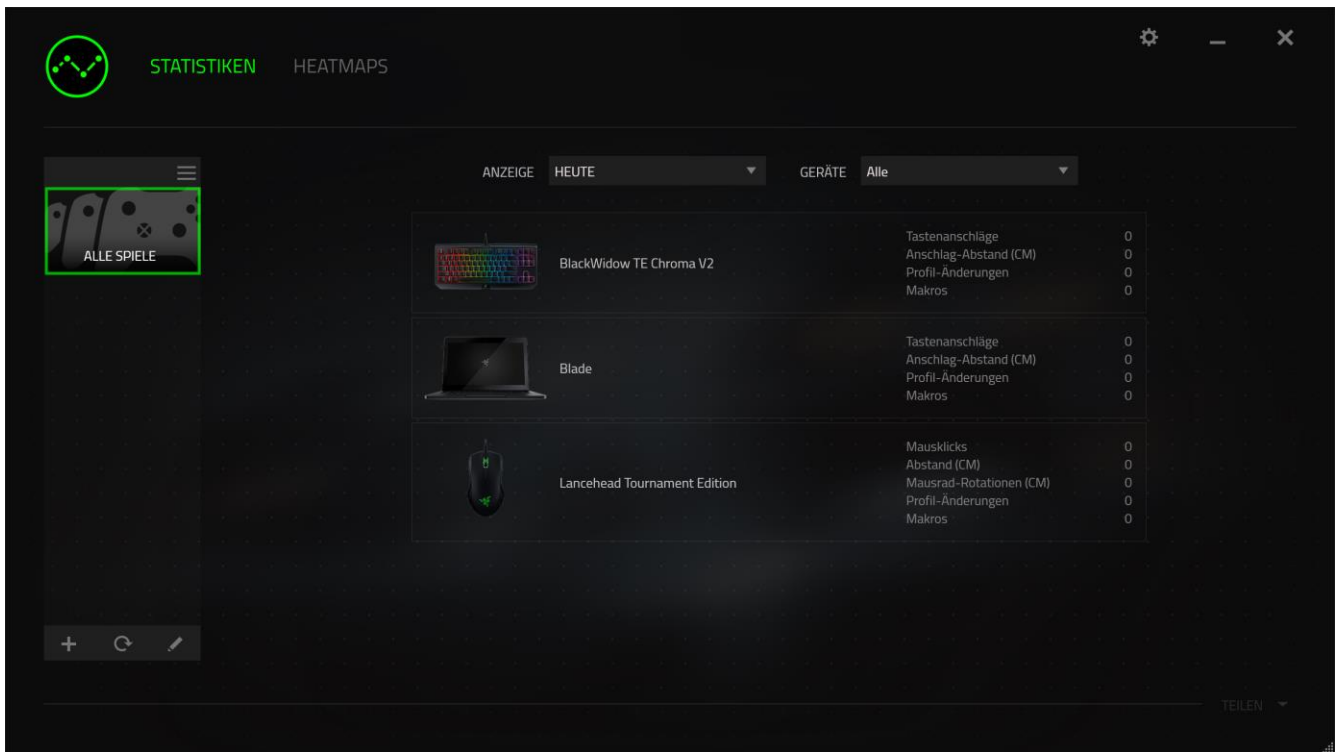 STATISTIKEN HEATMAPS
ANZEIGE HEUTE GERÄTE Alle
ALLE SPIELE
BlackWidow TE Chroma V2
Tastenanschläge 0
Anschlag-Abstand (CM) 0
Profil-Änderungen 0
Makros 0
Blade
Tastenanschläge 0
Anschlag-Abstand (CM) 0
Profil-Änderungen 0
Makros 0
Lancehead Tournament Edition
Mausklicks 0
Abstand (CM) 0
Mausrad-Rotationen (CM) 0
Profil-Änderungen 0
Makros 0
TEILEN